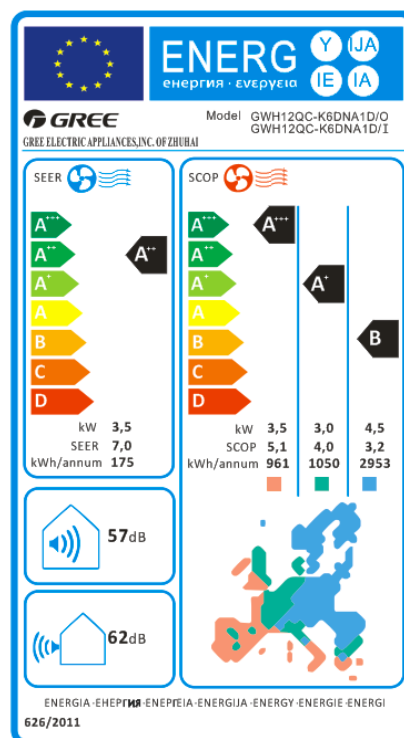 ENERG
енергия · ενεργεια
Y IJA
IE IA
GREE
GREE ELECTRIC APPLIANCES,INC. OF ZHUHAI
Model GWH12QC-K6DNA1D/O
GWH12QC-K6DNA1D/I
SEER
A+++
A++
A+
A
B
C
D
A++
kW 3,5
SEER 7,0
kWh/annum 175
SCOP
A+++
A++
A+
A
B
C
D
A+++
A+
B
kW 3,5 3,0 4,5
SCOP 5,1 4,0 3,2
kWh/annum 961 1050 2953
57dB
62dB
ENERGIA·ЕНЕРГИЯ·ΕΝΕΡΓΕΙΑ·ENERGIJA·ENERGY·ENERGIE·ENERGI
626/2011